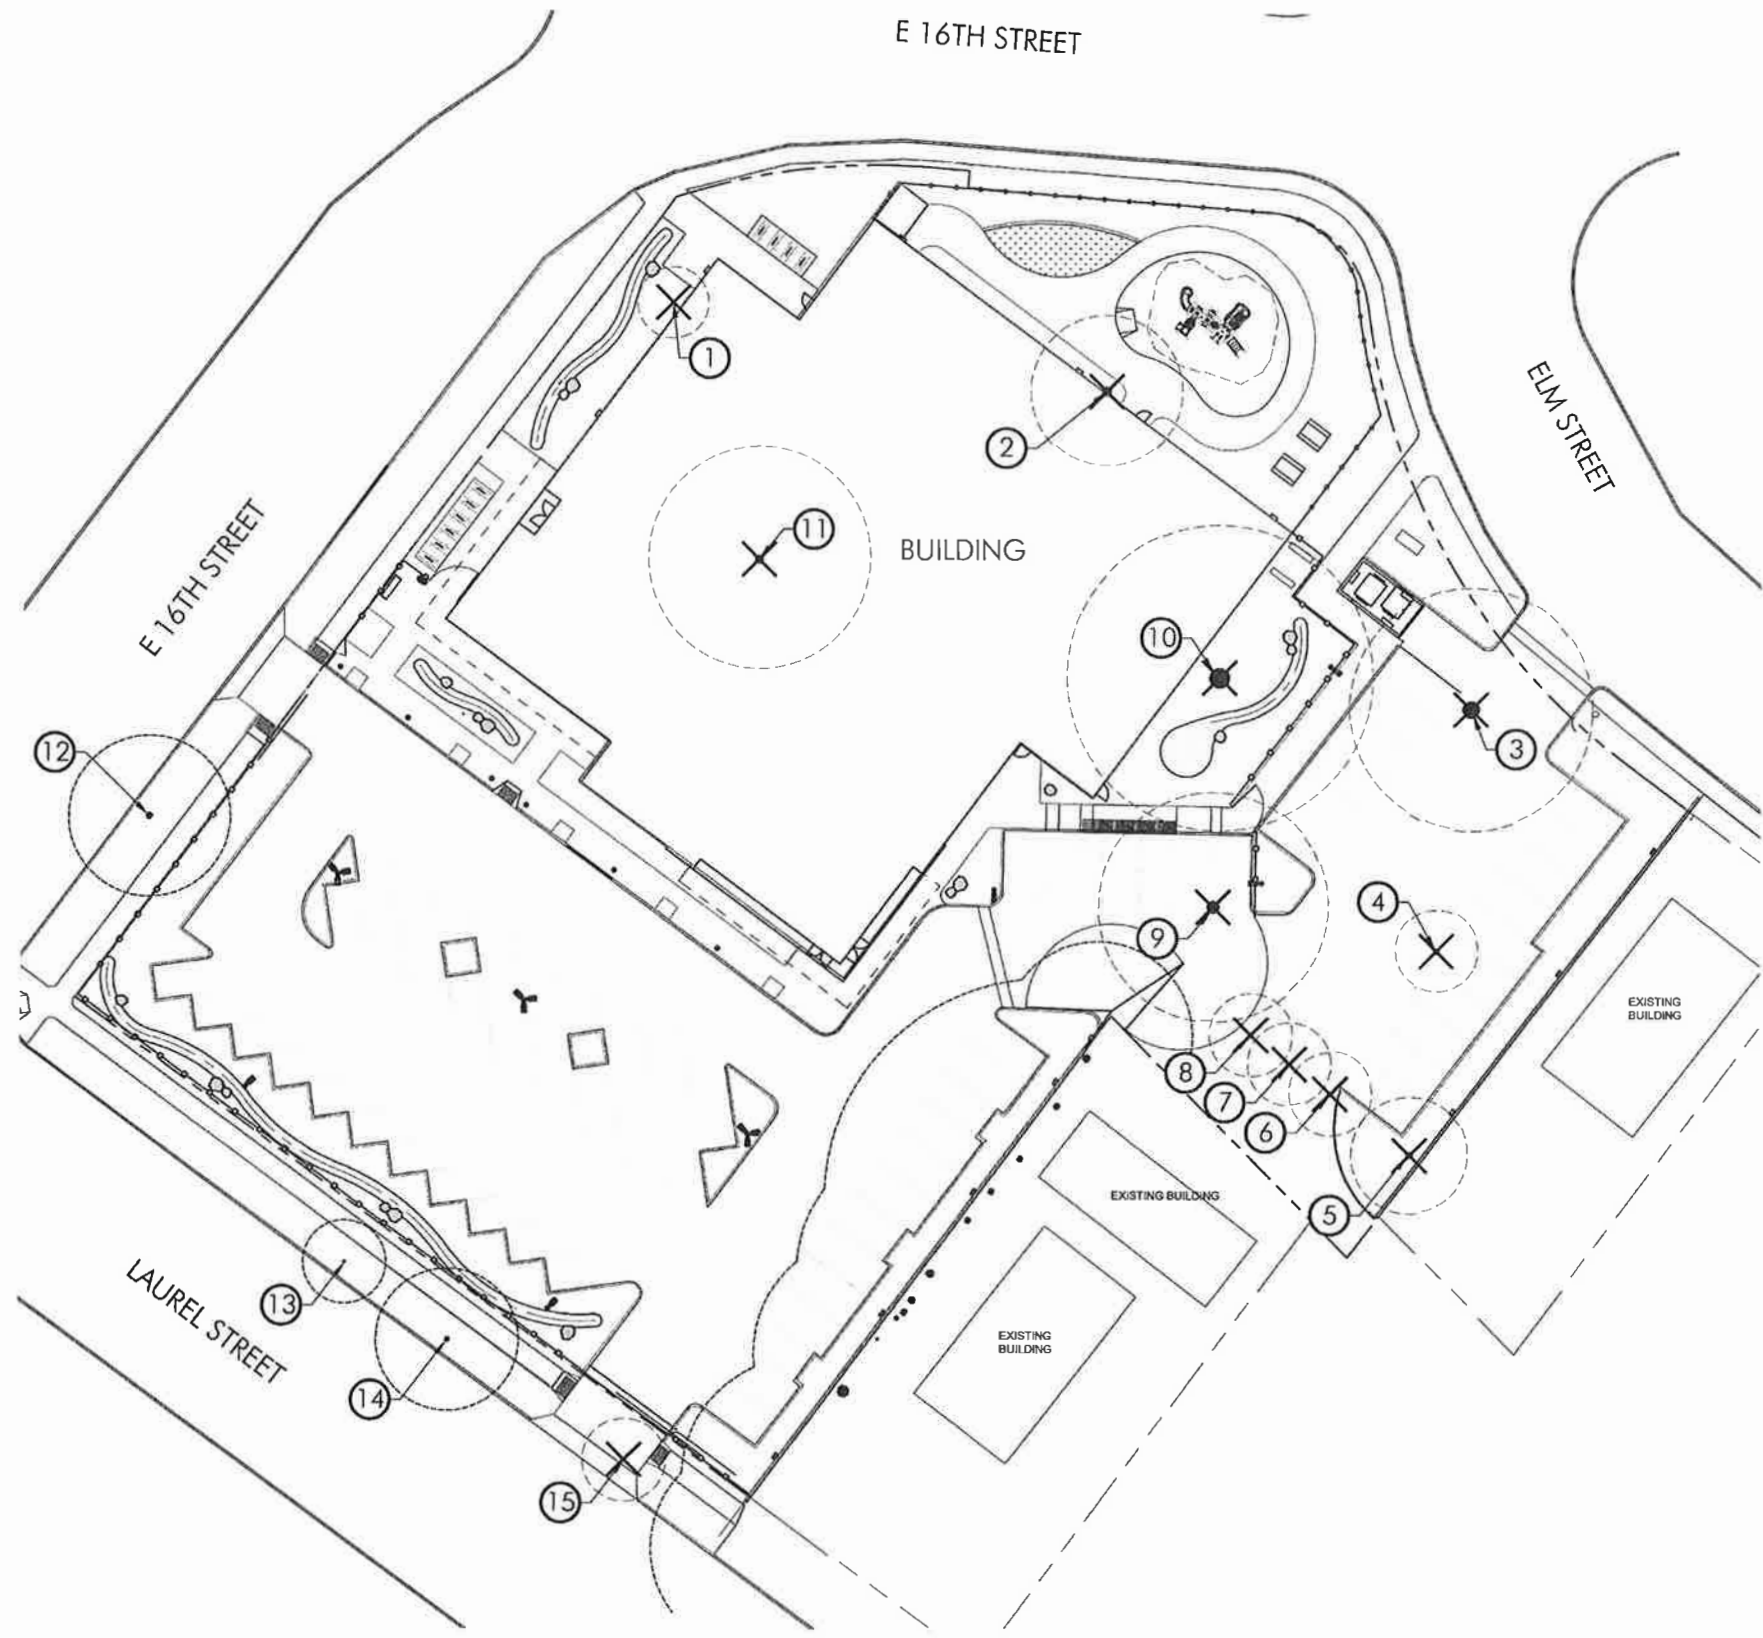 E 16TH STREET
1
2
ELM STREET
11
BUILDING
E 16TH STREET
10
12
3
4
9
EXISTING
BUILDING
8
7
6
EXISTING BUILDING
5
13
LAUREL STREET
EXISTING
BUILDING
14
15